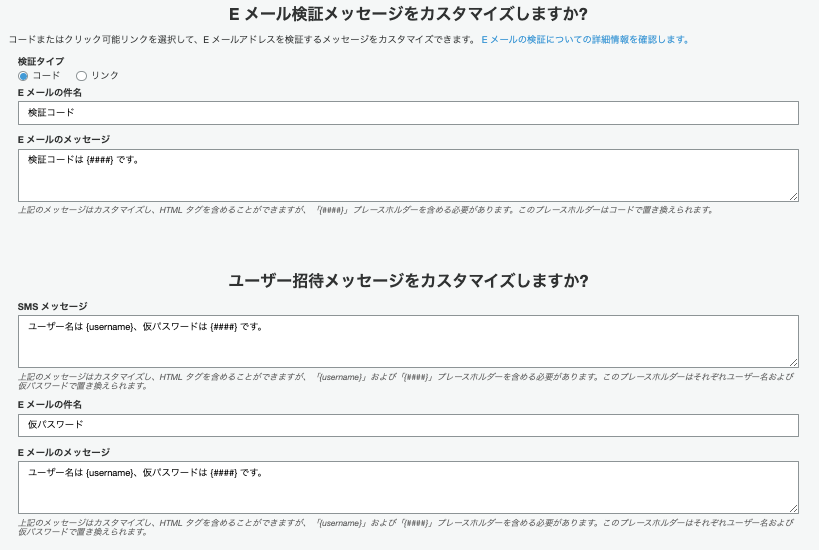 E メール検証メッセージをカスタマイズしますか?
コードまたはクリック可能リンクを選択して、E メールアドレスを検証するメッセージをカスタマイズできます。 E メールの検証についての詳細情報を確認します。
検証タイプ
コード リンク
E メールの件名
検証コード
E メールのメッセージ
検証コードは {####} です。
上記のメッセージはカスタマイズし、HTML タグを含めることができますが、「{####}」プレースホルダーを含める必要があります。このプレースホルダーはコードで置き換えられます。
ユーザー招待メッセージをカスタマイズしますか?
SMS メッセージ
ユーザー名は {username}、仮パスワードは {####} です。
上記のメッセージはカスタマイズし、HTML タグを含めることができますが、「{username}」および「{####}」プレースホルダーを含める必要があります。このプレースホルダーはそれぞれユーザー名および
仮パスワードで置き換えられます。
E メールの件名
仮パスワード
E メールのメッセージ
ユーザー名は {username}、仮パスワードは {####} です。
上記のメッセージはカスタマイズし、HTML タグを含めることができますが、「{username}」および「{####}」プレースホルダーを含める必要があります。このプレースホルダーはそれぞれユーザー名および
仮パスワードで置き換えられます。